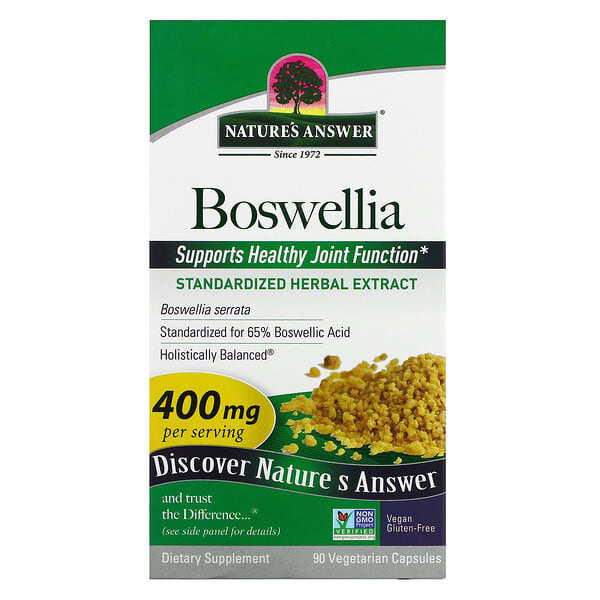 NATURE'S ANSWER®
Since 1972
Boswellia
Supports Healthy Joint Function*
STANDARDIZED HERBAL EXTRACT
Boswellia serrata
Standardized for 65% Boswellic Acid
Holistically Balanced®
400 mg
per serving
Discover Nature s Answer
and trust
the Difference...®
(see side panel for details)
NON
GMO
Project
VERIFIED
nongmoproject.org
Vegan
Gluten-Free
Dietary Supplement
90 Vegetarian Capsules